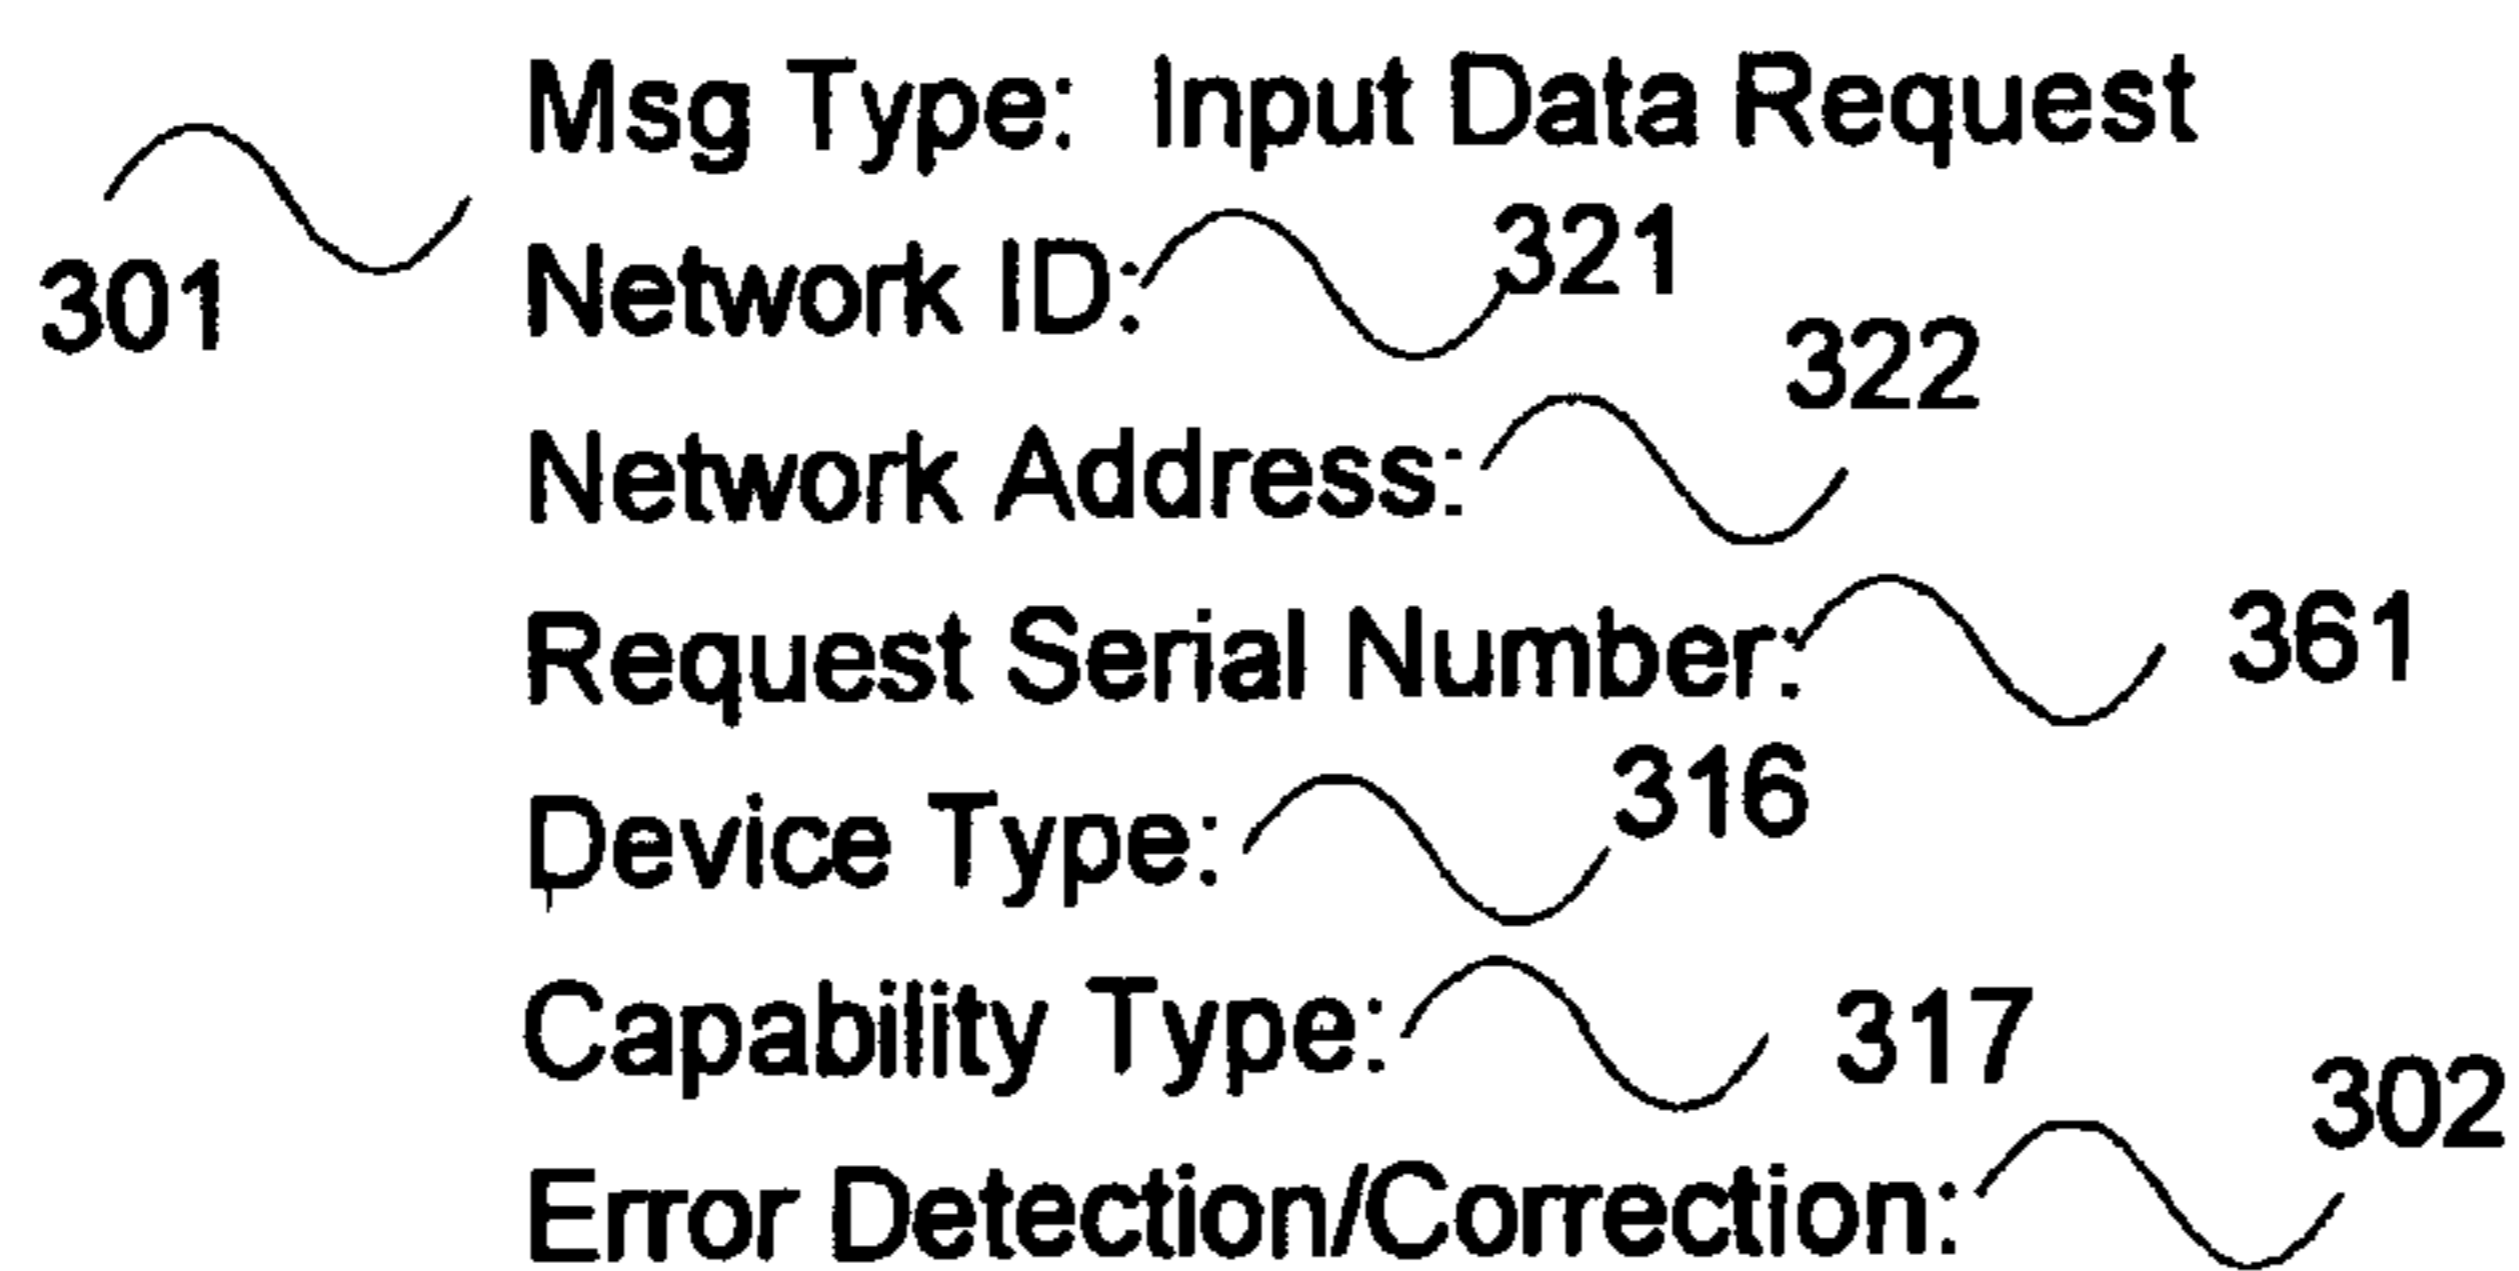 Msg Type: Input Data Request
301
Network ID: 321
Network Address: 322
Request Serial Number: 361
Device Type: 316
Capability Type: 317
Error Detection/Correction: 302